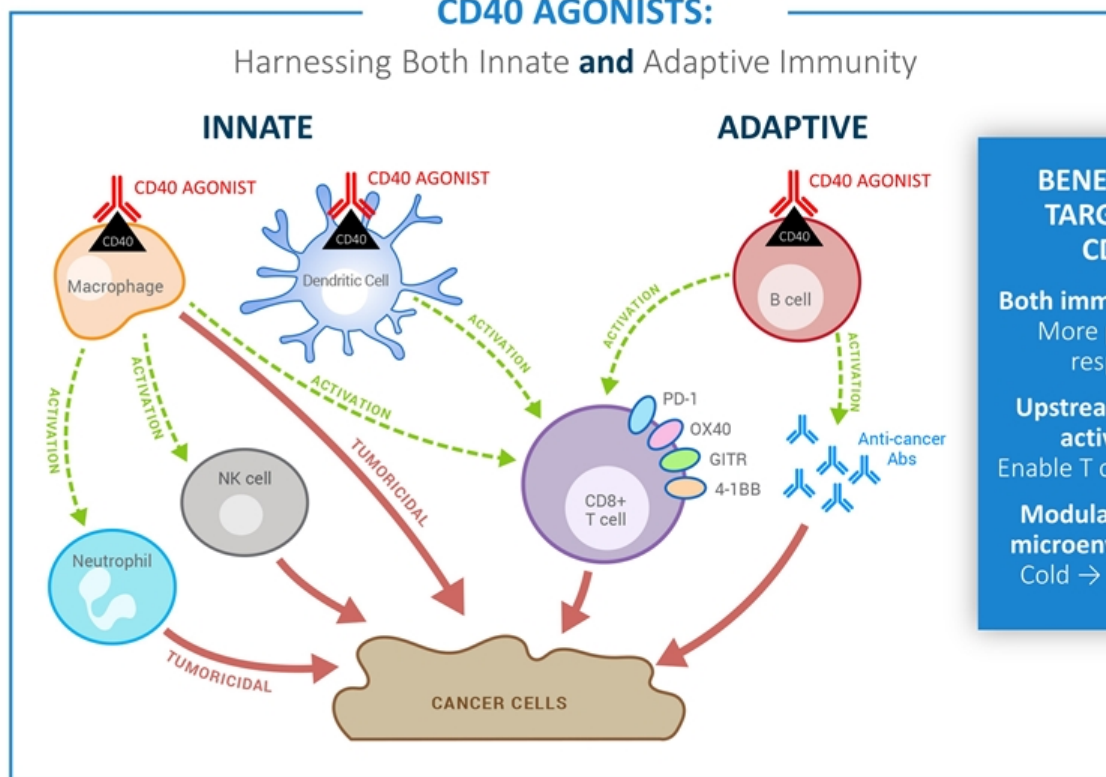 CD40 AGONISTS:
Harnessing Both Innate and Adaptive Immunity
INNATE
ADAPTIVE
CD40 AGONIST
CD40
Macrophage
CD40 AGONIST
CD40
Dendritic Cell
CD40 AGONIST
CD40
B cell
ACTIVATION
ACTIVATION
ACTIVATION
ACTIVATION
ACTIVATION
ACTIVATION
TUMORICIDAL
PD-1
OX40
GITR
4-1BB
CD8+
T cell
Anti-cancer
Abs
NK cell
Neutrophil
TUMORICIDAL
CANCER CELLS
BENE
TARG
CD
Both imm
More
res
Upstrea
activ
Enable T c
Modula
microen
Cold →